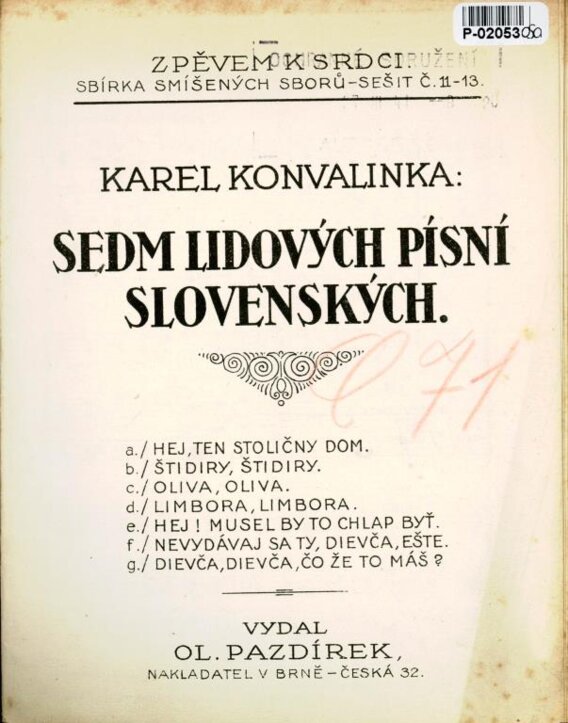 P-02053
ZPĚVEM K SRDCI.
SBÍRKA SMÍŠENÝCH SBORŮ-SEŠIT Č. 11-13.
KAREL KONVALINKA:
SEDM LIDOVÝCH PÍSNÍ
SLOVENSKÝCH.
C 71
a./ HEJ, TEN STOLIČNY DOM.
b./ ŠTIDIRY, ŠTIDIRY.
c./ OLIVA, OLIVA.
d./ LIMBORA, LIMBORA.
e./ HEJ! MUSEL BY TO CHLAP BYŤ.
f./ NEVYDÁVAJ SA TY, DIEVČA, EŠTE.
g./ DIEVČA, DIEVČA, ČO ŽE TO MÁŠ?
VYDAL
OL. PAZDÍREK,
NAKLADATEL V BRNĚ – ČESKÁ 32.